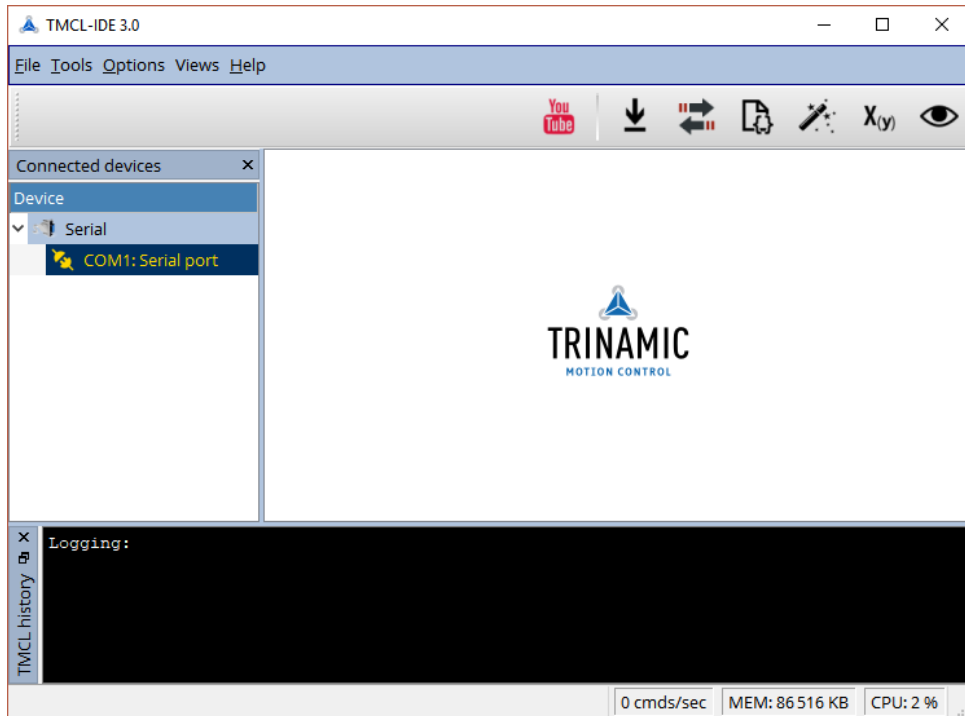 TMCL-IDE 3.0
File Tools Options Views Help
You
Tube
X(y)
Connected devices
Device
Serial
COM1: Serial port
TRINAMIC
MOTION CONTROL
TMCL history
Logging:
0 cmds/sec MEM: 86 516 KB CPU: 2 %